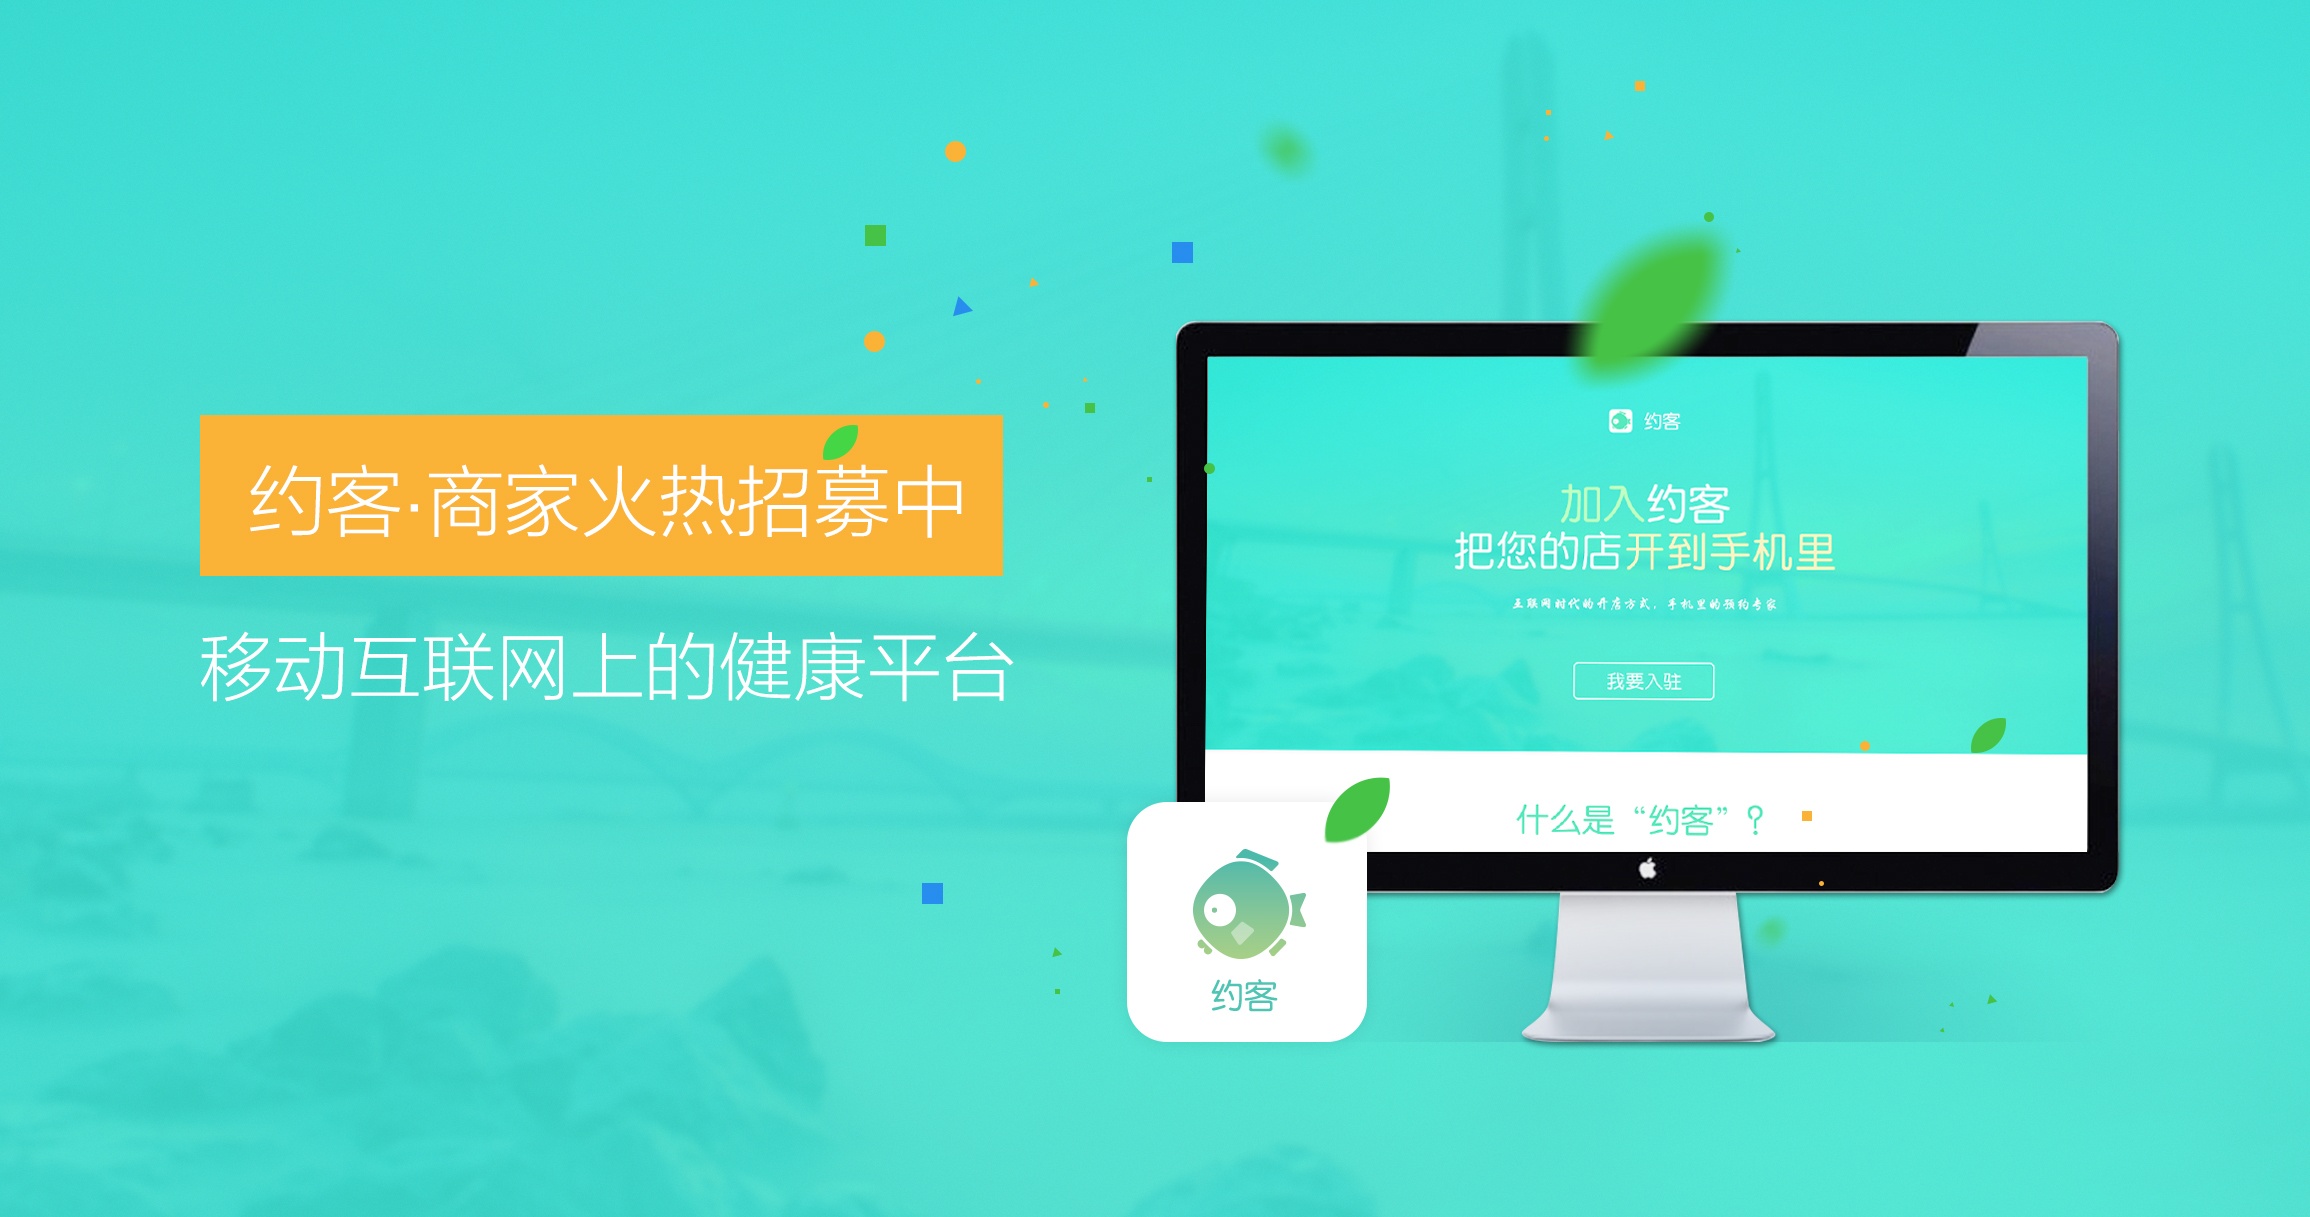 约客·商家火热招募中
移动互联网上的健康平台
约客
加入约客
把您的店开到手机里
互联网时代的开店方式，手机里的预约专家
我要入驻
什么是“约客”？
约客